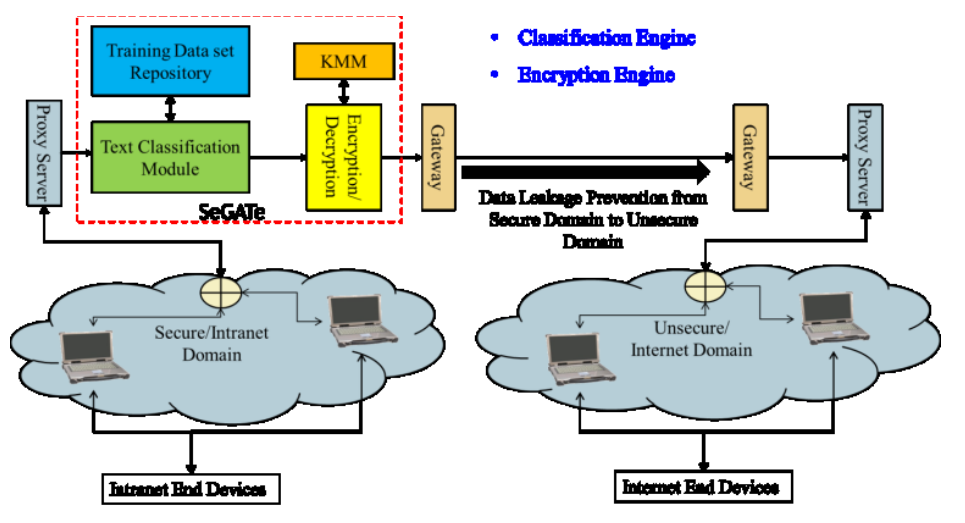 Training Data set
Repository
KMM
• Classification Engine
• Encryption Engine
Proxy Server
Text Classification
Module
Encryption/
Decryption
Gateway
Gateway
Proxy Server
SeGATe
Data Leakage Prevention from
Secure Domain to Unsecure
Domain
Secure/Intranet
Domain
Unsecure/
Internet Domain
Intranet End Devices
Internet End Devices